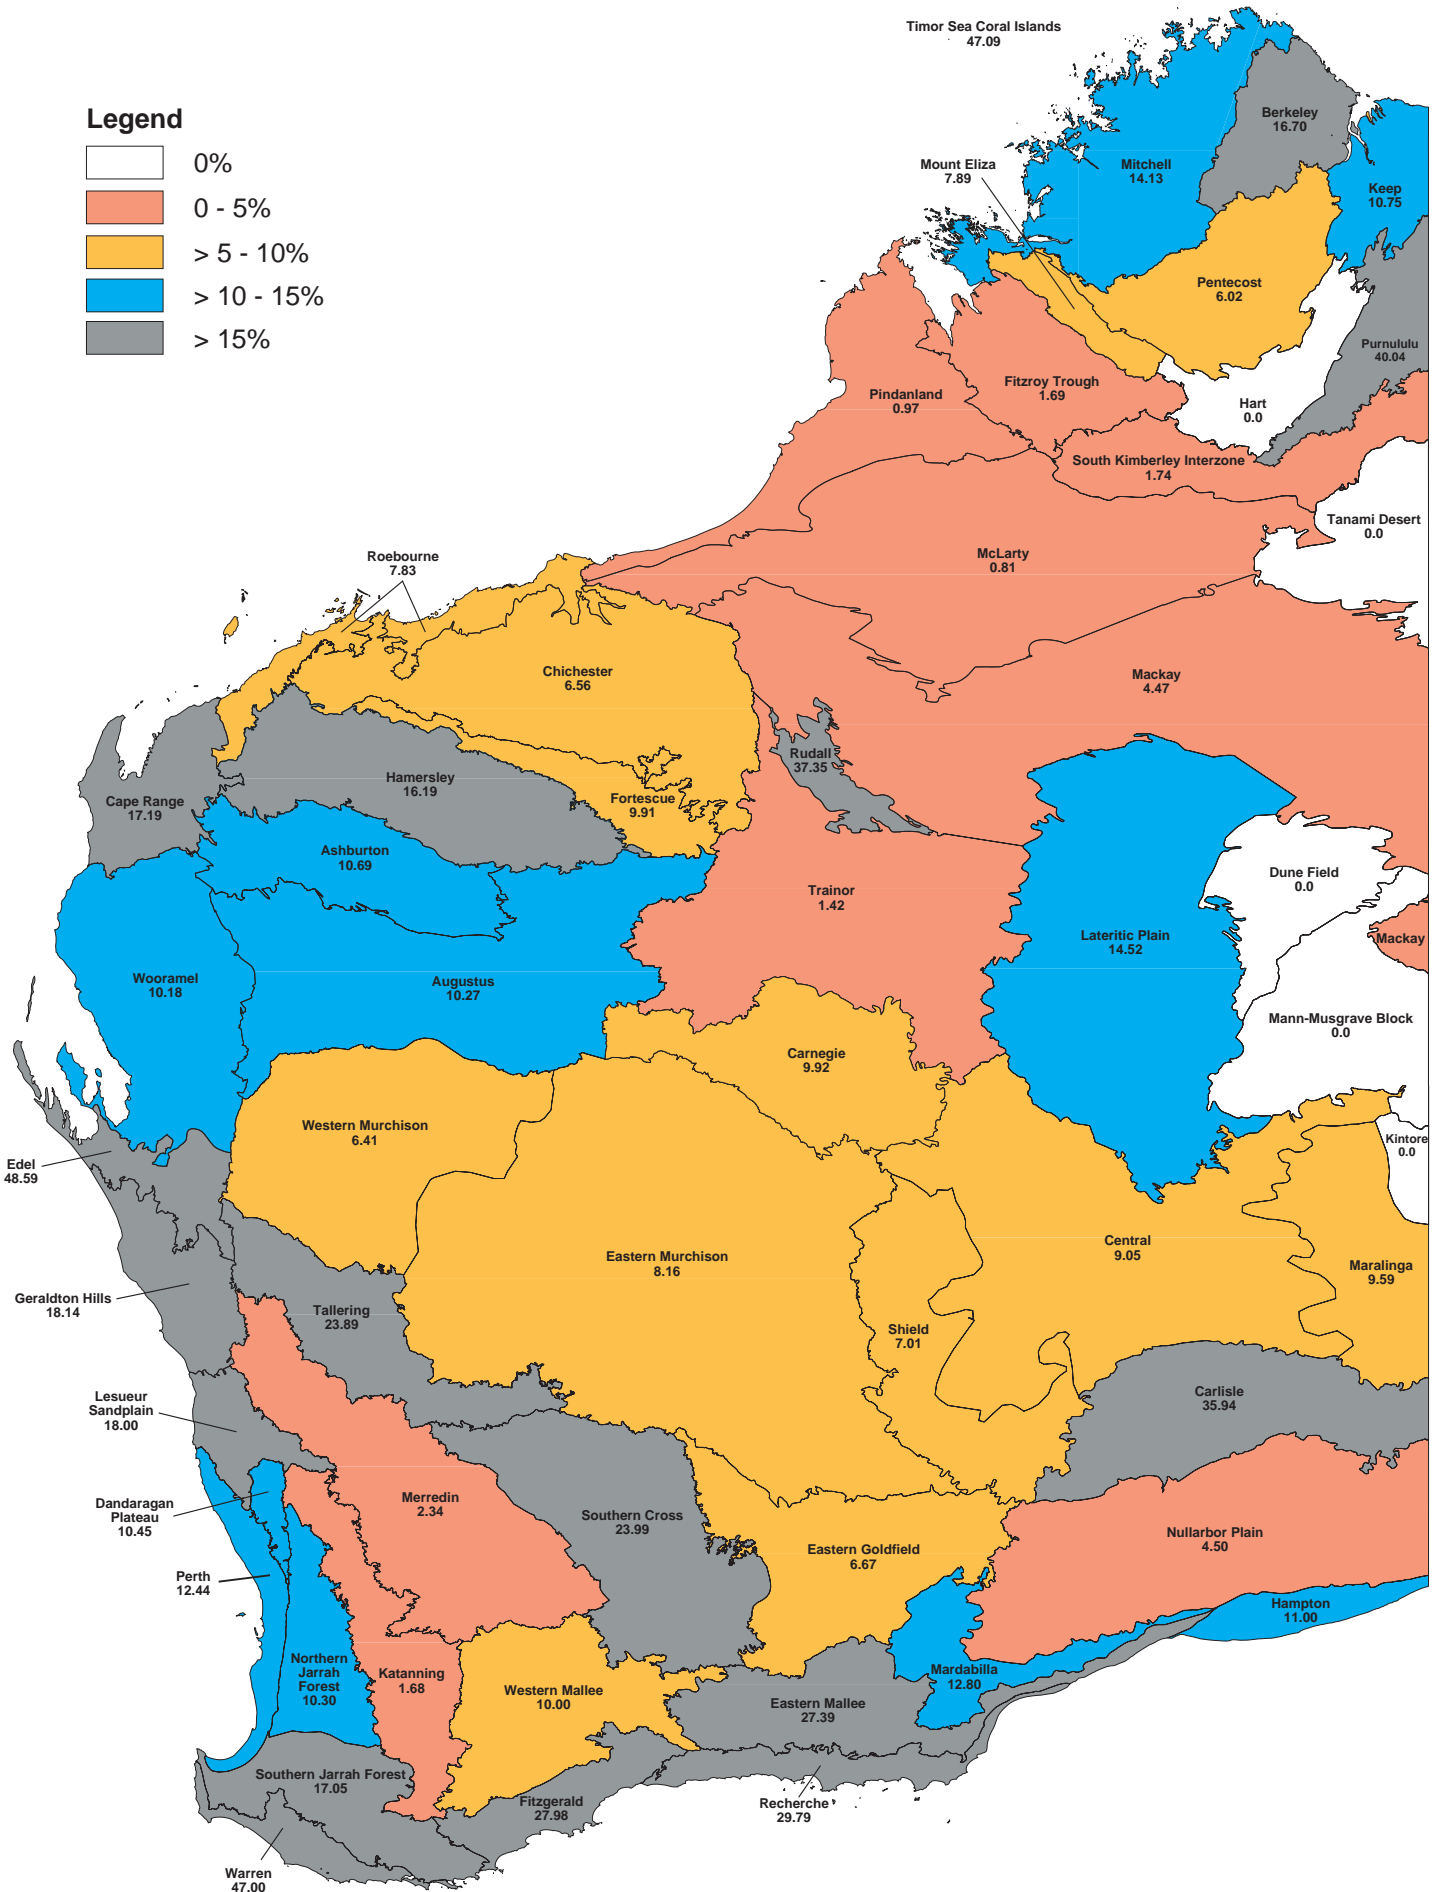 Timor Sea Coral Islands
47.09
Legend
0%
0 - 5%
> 5 - 10%
> 10 - 15%
> 15%
Berkeley
16.70
Mount Eliza
7.89
Mitchell
14.13
Keep
10.75
Pentecost
6.02
Purnululu
40.04
Fitzroy Trough
1.69
Pindanland
0.97
Hart
0.0
South Kimberley Interzone
1.74
Tanami Desert
0.0
McLarty
0.81
Roebourne
7.83
Chichester
6.56
Mackay
4.47
Rudall
37.35
Hamersley
16.19
Cape Range
17.19
Fortescue
9.91
Ashburton
10.69
Dune Field
0.0
Trainor
1.42
Lateritic Plain
14.52
Mackay
Wooramel
10.18
Augustus
10.27
Mann-Musgrave Block
0.0
Carnegie
9.92
Western Murchison
6.41
Kintore
0.0
Edel
48.59
Central
9.05
Eastern Murchison
8.16
Maralinga
9.59
Geraldton Hills
18.14
Tallering
23.89
Shield
7.01
Lesueur
Sandplain
18.00
Carlisle
35.94
Dandaragan
Plateau
10.45
Merredin
2.34
Southern Cross
23.99
Nullarbor Plain
4.50
Eastern Goldfield
6.67
Perth
12.44
Hampton
11.00
Northern
Jarrah
Forest
10.30
Katanning
1.68
Western Mallee
10.00
Mardabilla
12.80
Eastern Mallee
27.39
Southern Jarrah Forest
17.05
Fitzgerald
27.98
Recherche
29.79
Warren
47.00